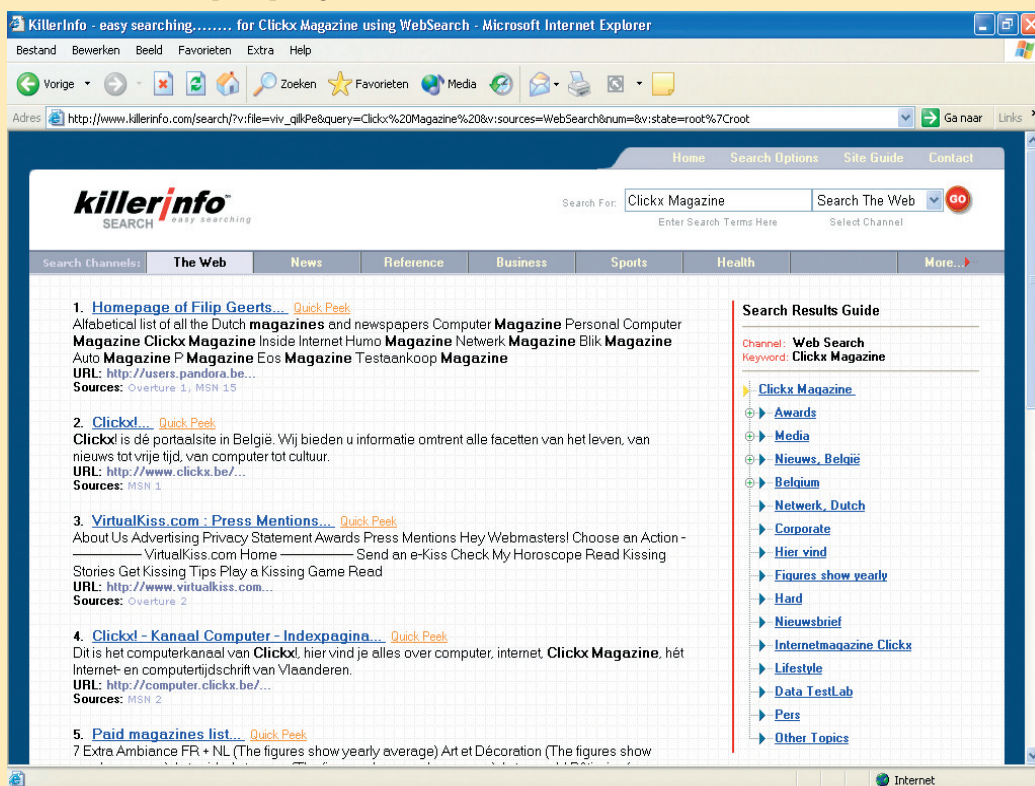 KillerInfo - easy searching........ for Clickx Magazine using WebSearch - Microsoft Internet Explorer
Bestand Bewerken Beeld Favorieten Extra Help
Vorige Zoeken Favorieten Media
Adres http://www.killerinfo.com/search/?v:file=viv_qilkPe&query=Clickx%20Magazine%20&v:sources=WebSearch&num=&v:state=root%7Croot Ga naar Links
Home Search Options Site Guide Contact
killerinfo™
SEARCH easy searching
Search For: Clickx Magazine Search The Web GO
Enter Search Terms Here Select Channel
Search Channels: The Web News Reference Business Sports Health More...
1. Homepage of Filip Geerts... Quick Peek
Alfabetical list of all the Dutch magazines and newspapers Computer Magazine Personal Computer
Magazine Clickx Magazine Inside Internet Humo Magazine Netwerk Magazine Blik Magazine
Auto Magazine P Magazine Eos Magazine Testaankoop Magazine
URL: http://users.pandora.be...
Sources: Overture 1, MSN 15
2. Clickx!... Quick Peek
Clickx! is dé portaalsite in België. Wij bieden u informatie omtrent alle facetten van het leven, van
nieuws tot vrije tijd, van computer tot cultuur.
URL: http://www.clickx.be/...
Sources: MSN 1
3. VirtualKiss.com : Press Mentions... Quick Peek
About Us Advertising Privacy Statement Awards Press Mentions Hey Webmasters! Choose an Action -
—————— VirtualKiss.com Home —————— Send an e-Kiss Check My Horoscope Read Kissing
Stories Get Kissing Tips Play a Kissing Game Read
URL: http://www.virtualkiss.com...
Sources: Overture 2
4. Clickx! - Kanaal Computer - Indexpagina... Quick Peek
Dit is het computerkanaal van Clickx!, hier vind je alles over computer, internet, Clickx Magazine, hét
Internet- en computertijdschrift van Vlaanderen.
URL: http://computer.clickx.be/...
Sources: MSN 2
5. Paid magazines list... Quick Peek
7 Extra Ambiance FR + NL (The figures show yearly average) Art et Décoration (The figures show
Search Results Guide
Channel: Web Search
Keyword: Clickx Magazine
Clickx Magazine
Awards
Media
Nieuws, België
Belgium
Netwerk, Dutch
Corporate
Hier vind
Figures show yearly
Hard
Nieuwsbrief
Internetmagazine Clickx
Lifestyle
Data TestLab
Pers
Other Topics
Internet